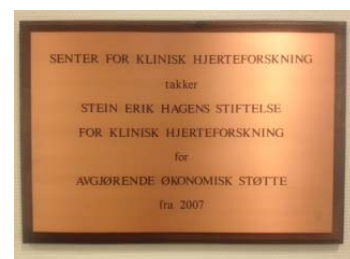 SENTER FOR KLINISK HJERTEFORSKNING
takker
STEIN ERIK HAGENS STIFTELSE
FOR KLINISK HJERTEFORSKNING
for
AVGJØRENDE ØKONOMISK STØTTE
fra 2007